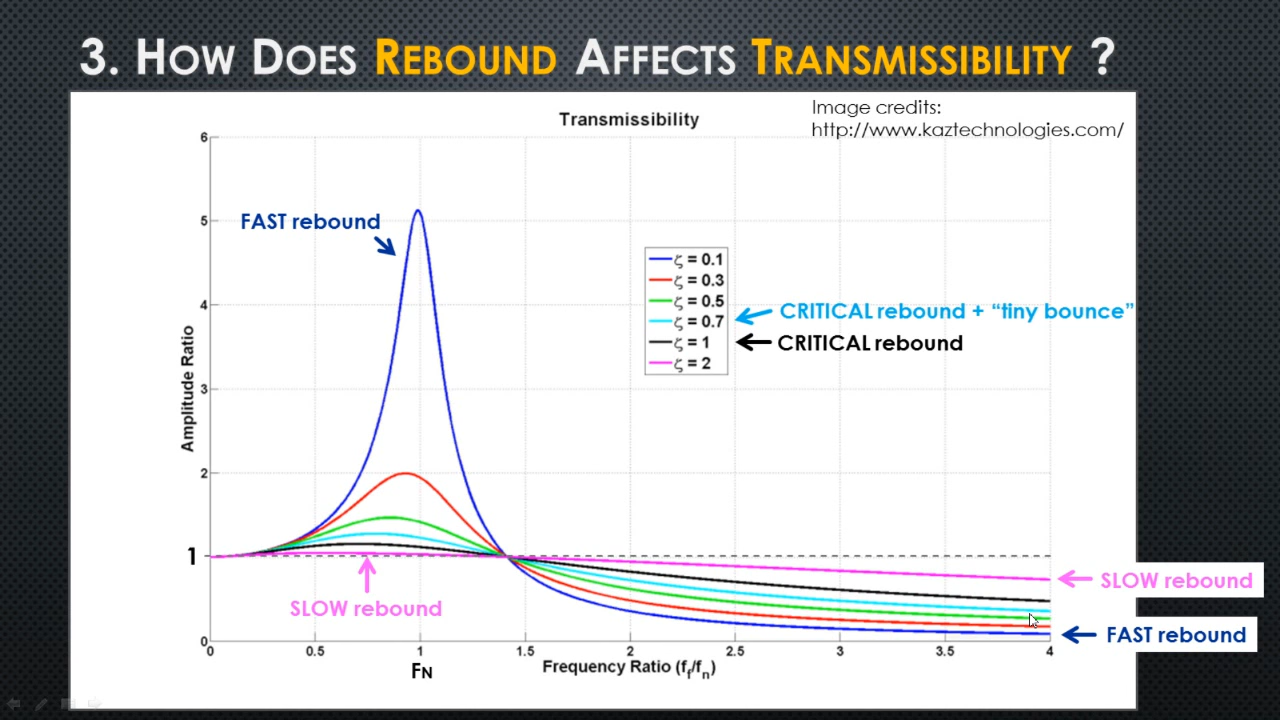 3. HOW DOES REBOUND AFFECTS TRANSMISSIBILITY ?
Image credits:
http://www.kaztechnologies.com/
Transmissibility
6
5
4
3
2
1
0
Amplitude Ratio
FAST rebound
ζ = 0.1
ζ = 0.3
ζ = 0.5
ζ = 0.7
ζ = 1
ζ = 2
CRITICAL rebound + “tiny bounce”
CRITICAL rebound
SLOW rebound
SLOW rebound
FAST rebound
0 0.5 1 1.5 2 2.5 3 3.5 4
FN
Frequency Ratio (ff/fn)